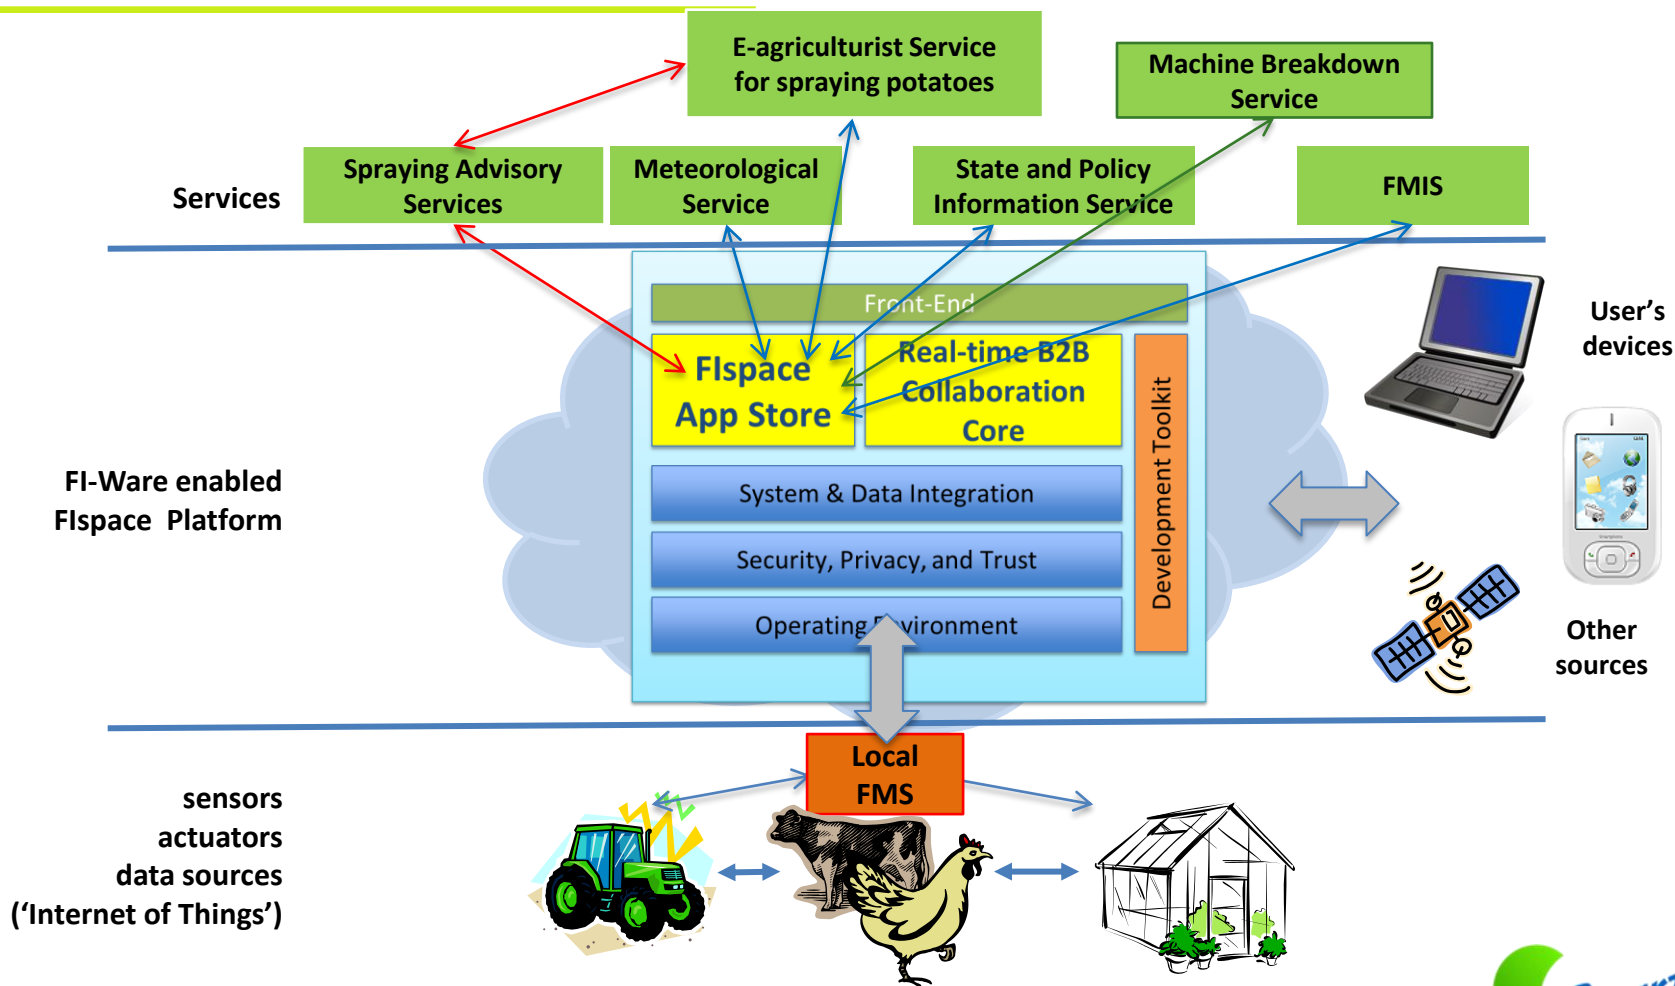 E-agriculturist Service
for spraying potatoes
Machine Breakdown
Service
Services
Spraying Advisory
Services
Meteorological
Service
State and Policy
Information Service
FMIS
Front-End
FIspace
App Store
Real-time B2B
Collaboration
Core
Development Toolkit
System & Data Integration
Security, Privacy, and Trust
Operating Environment
FI-Ware enabled
FIspace Platform
User's
devices
Other
sources
Local
FMS
sensors
actuators
data sources
(‘Internet of Things’)